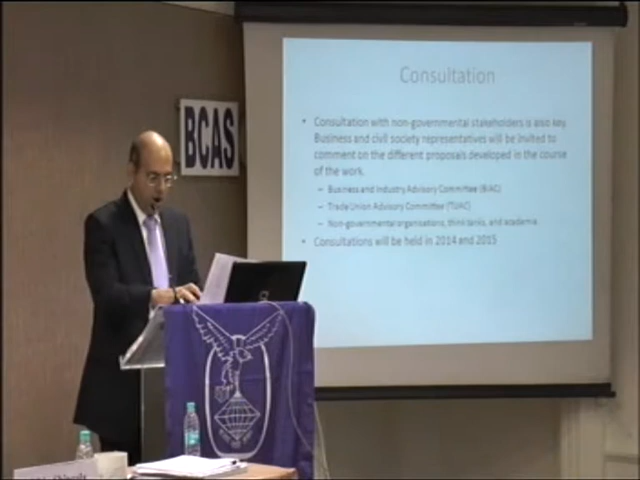 BCAS
Consultation
• Consultation with non-governmental stakeholders is also key
Business and civil society representatives will be invited to
comment on the different proposals developed in the course
of the work.
– Business and Industry Advisory Committee (BIAC)
– Trade Union Advisory Committee (TUAC)
– Non-governmental organisations, think tanks, and academia
• Consultations will be held in 2014 and 2015